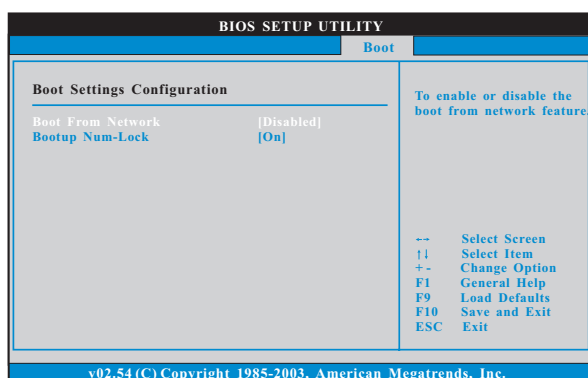 BIOS SETUP UTILITY
Boot
Boot Settings Configuration
Boot From Network [Disabled]
Bootup Num-Lock [On]
To enable or disable the
boot from network feature.
←→ Select Screen
↑↓ Select Item
+ - Change Option
F1 General Help
F9 Load Defaults
F10 Save and Exit
ESC Exit
v02.54 (C) Copyright 1985-2003, American Megatrends, Inc.